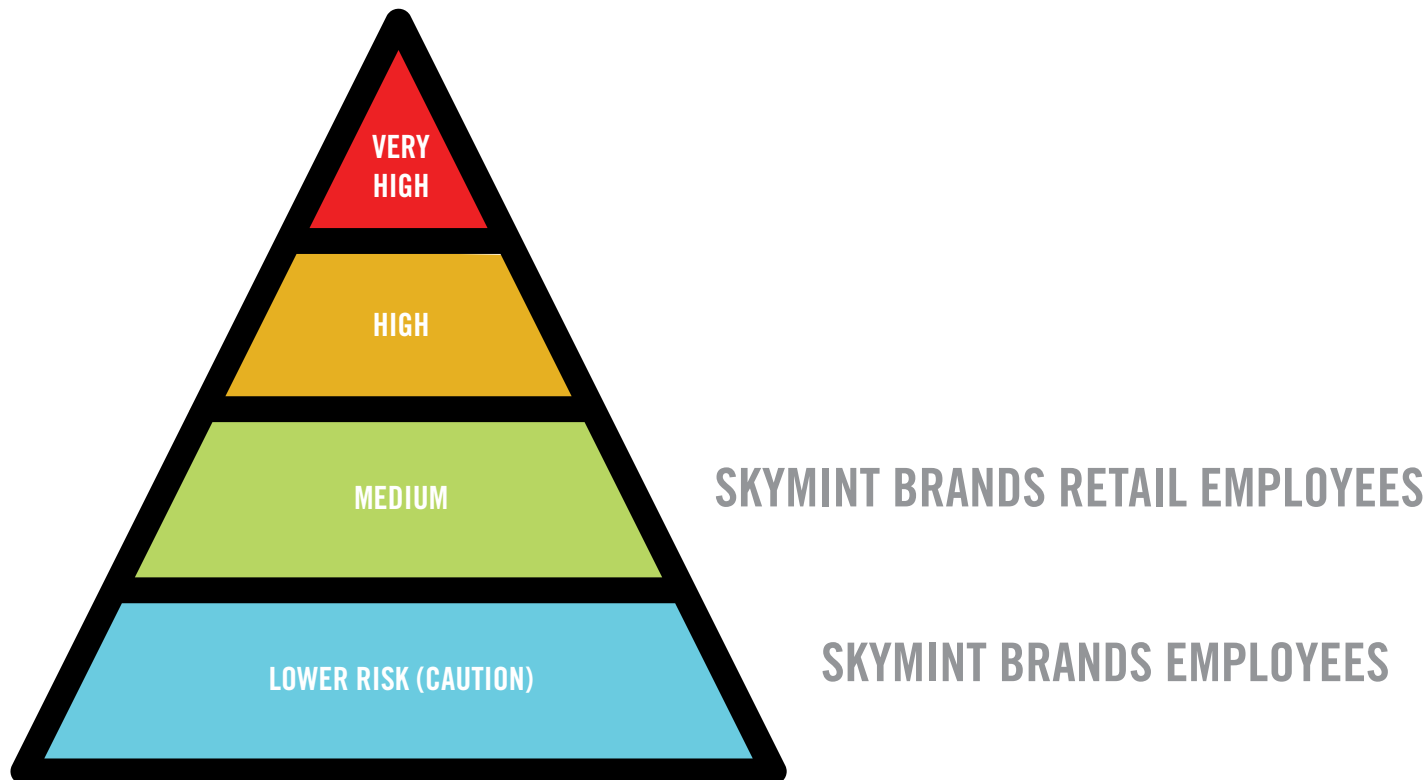 VERY
HIGH
HIGH
MEDIUM
SKYMINT BRANDS RETAIL EMPLOYEES
LOWER RISK (CAUTION)
SKYMINT BRANDS EMPLOYEES